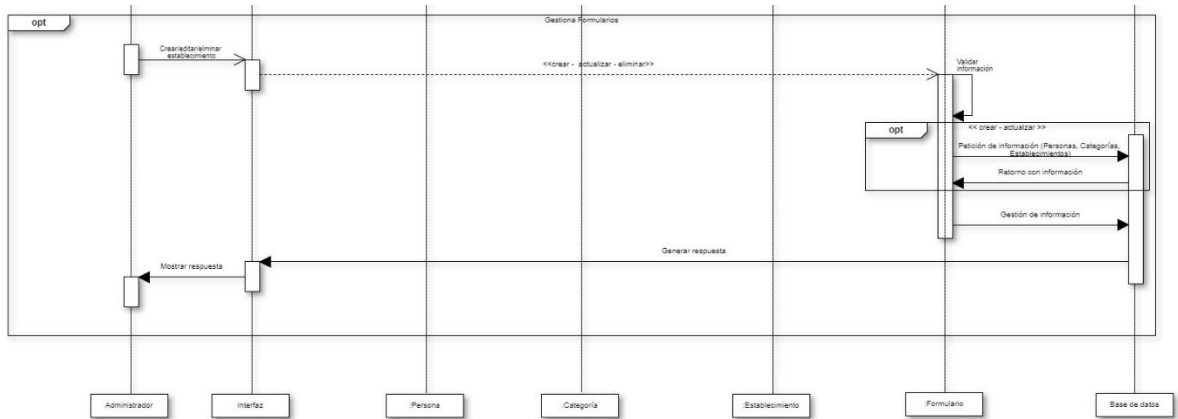 opt
Gestiona Formularios
Crear/editar/elminar
establecimiento
<<crear - actualizar - eliminar>>
Validar
información
opt
<< crear - actualzar >>
Petición de información (Personas, Categorías,
Establecimientos)
Retorno con información
Gestión de información
Generar respuesta
Mostrar respuesta
Administrador
Interfaz
:Persona
:Categoría
:Establecimiento
:Formulario
Base de datos